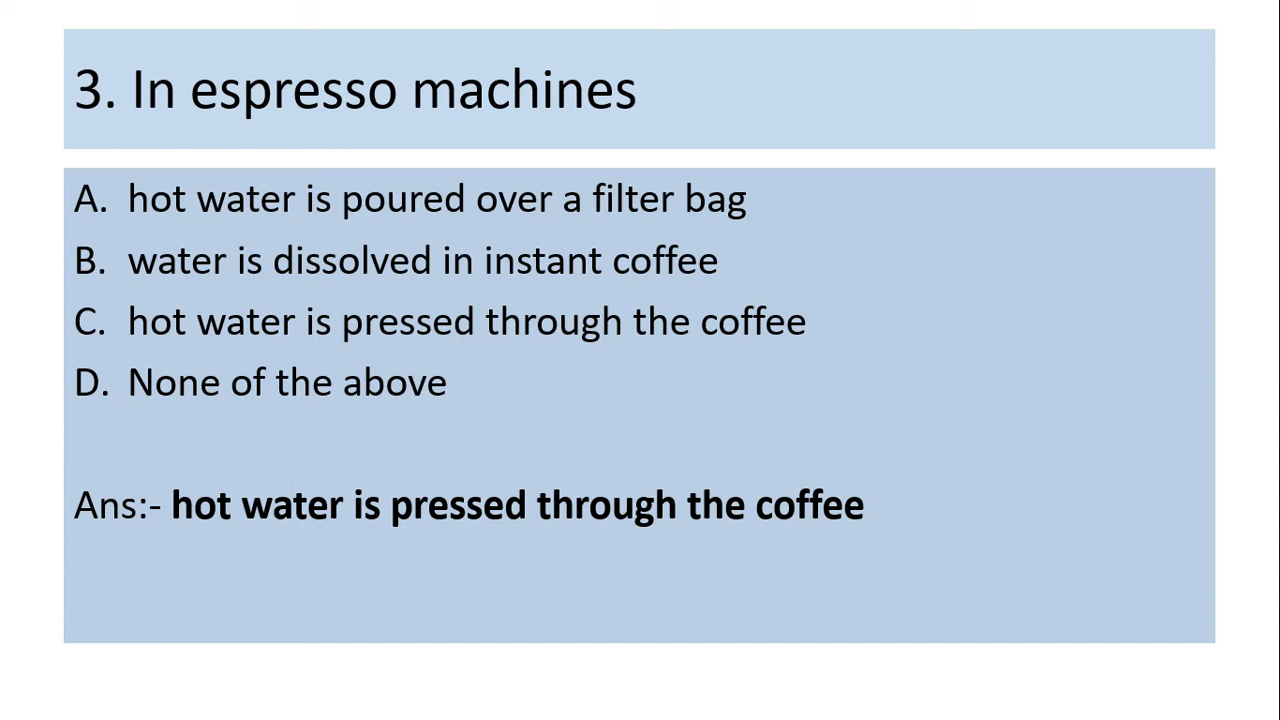 3. In espresso machines
A. hot water is poured over a filter bag
B. water is dissolved in instant coffee
C. hot water is pressed through the coffee
D. None of the above
Ans:- hot water is pressed through the coffee